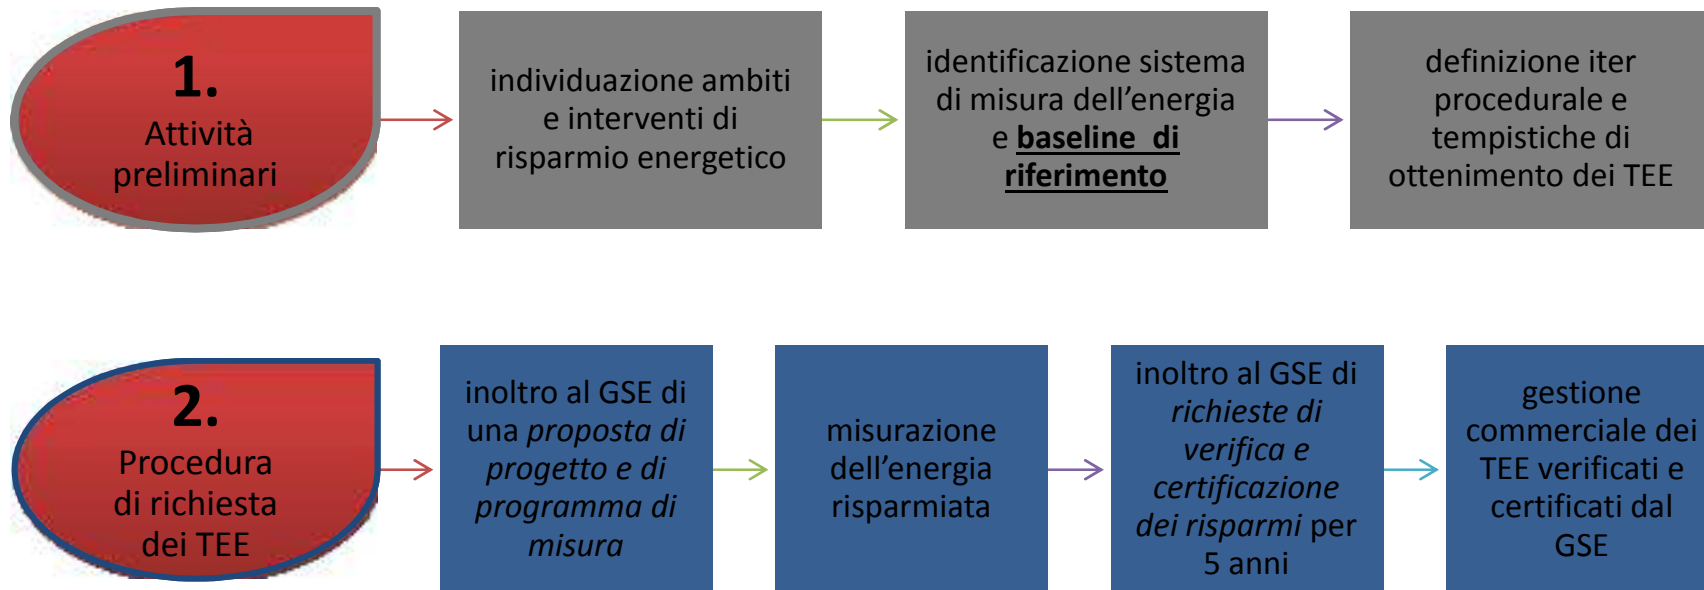 1.
Attività
preliminari
individuazione ambiti
e interventi di
risparmio energetico
identificazione sistema
di misura dell’energia
e baseline di
riferimento
definizione iter
procedurale e
tempistiche di
ottenimento dei TEE
2.
Procedura
di richiesta
dei TEE
inoltro al GSE di
una proposta di
progetto e di
programma di
misura
misurazione
dell’energia
risparmiata
inoltro al GSE di
richieste di
verifica e
certificazione
dei risparmi per
5 anni
gestione
commerciale dei
TEE verificati e
certificati dal
GSE